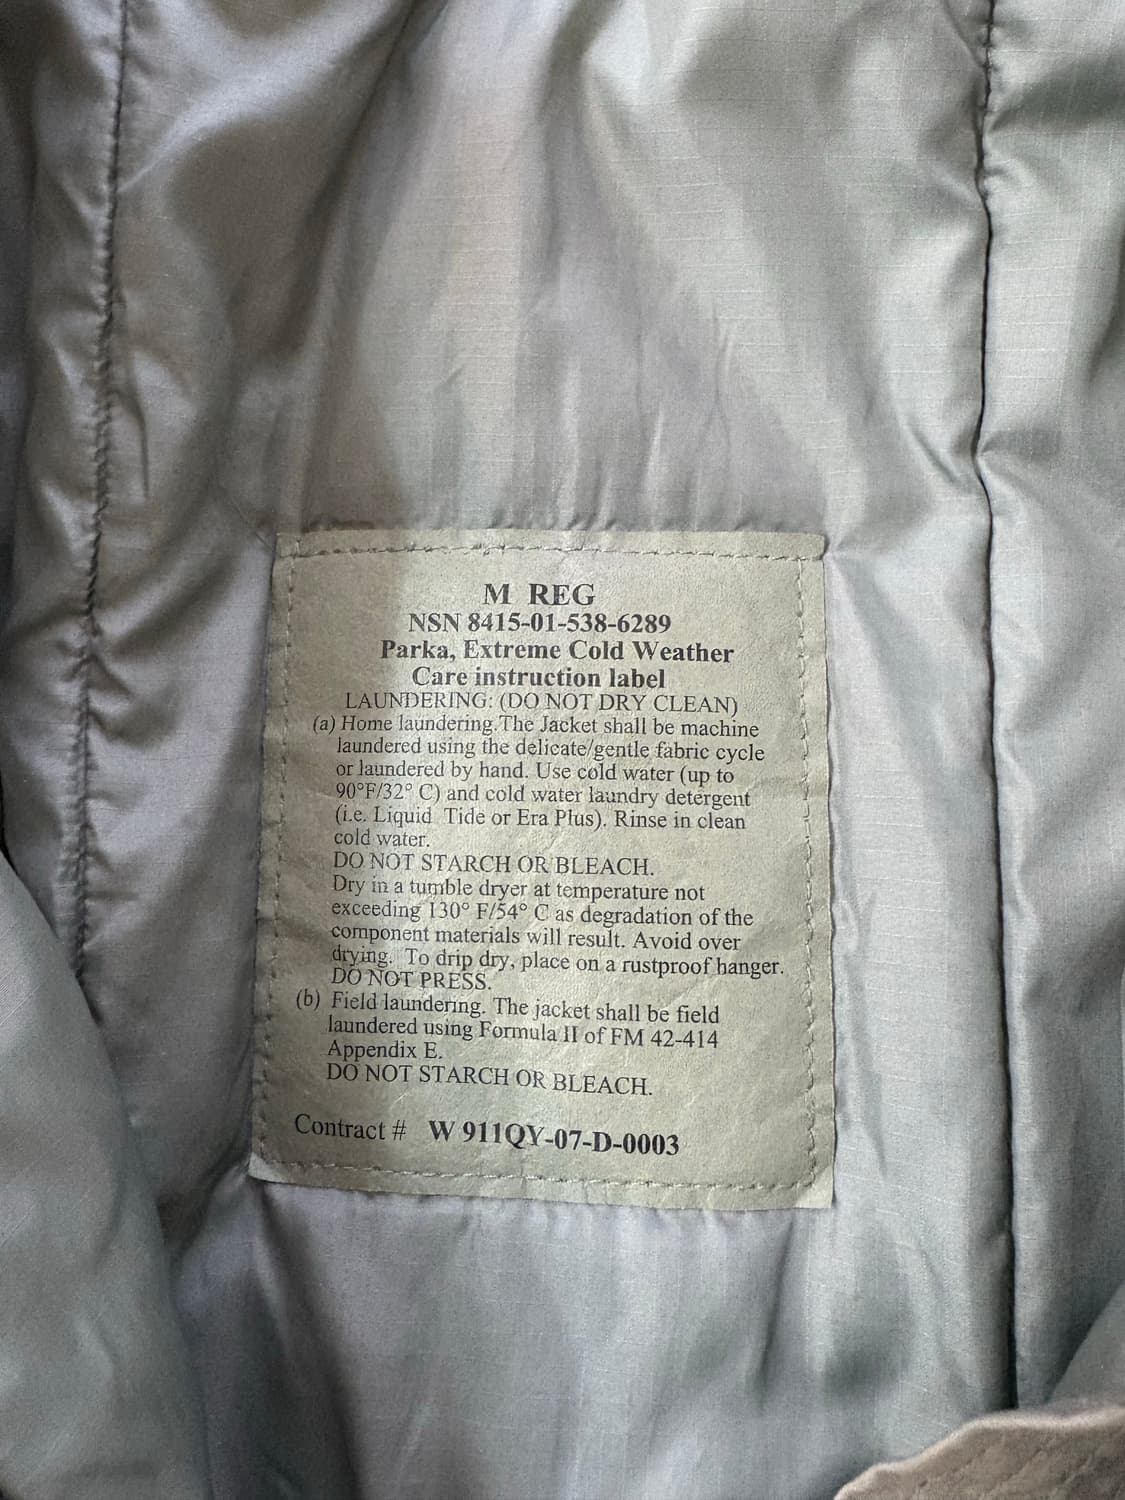 M REG
NSN 8415-01-538-6289
Parka, Extreme Cold Weather
Care instruction label
LAUNDERING: (DO NOT DRY CLEAN)
(a) Home laundering.The Jacket shall be machine
laundered using the delicate/gentle fabric cycle
or laundered by hand. Use cold water (up to
90°F/32° C) and cold water laundry detergent
(i.e. Liquid Tide or Era Plus). Rinse in clean
cold water.
DO NOT STARCH OR BLEACH.
Dry in a tumble dryer at temperature not
exceeding 130° F/54° C as degradation of the
component materials will result. Avoid over
drying. To drip dry, place on a rustproof hanger.
DO NOT PRESS.
(b) Field laundering. The jacket shall be field
laundered using Formula II of FM 42-414
Appendix E.
DO NOT STARCH OR BLEACH.
Contract # W 911QY-07-D-0003